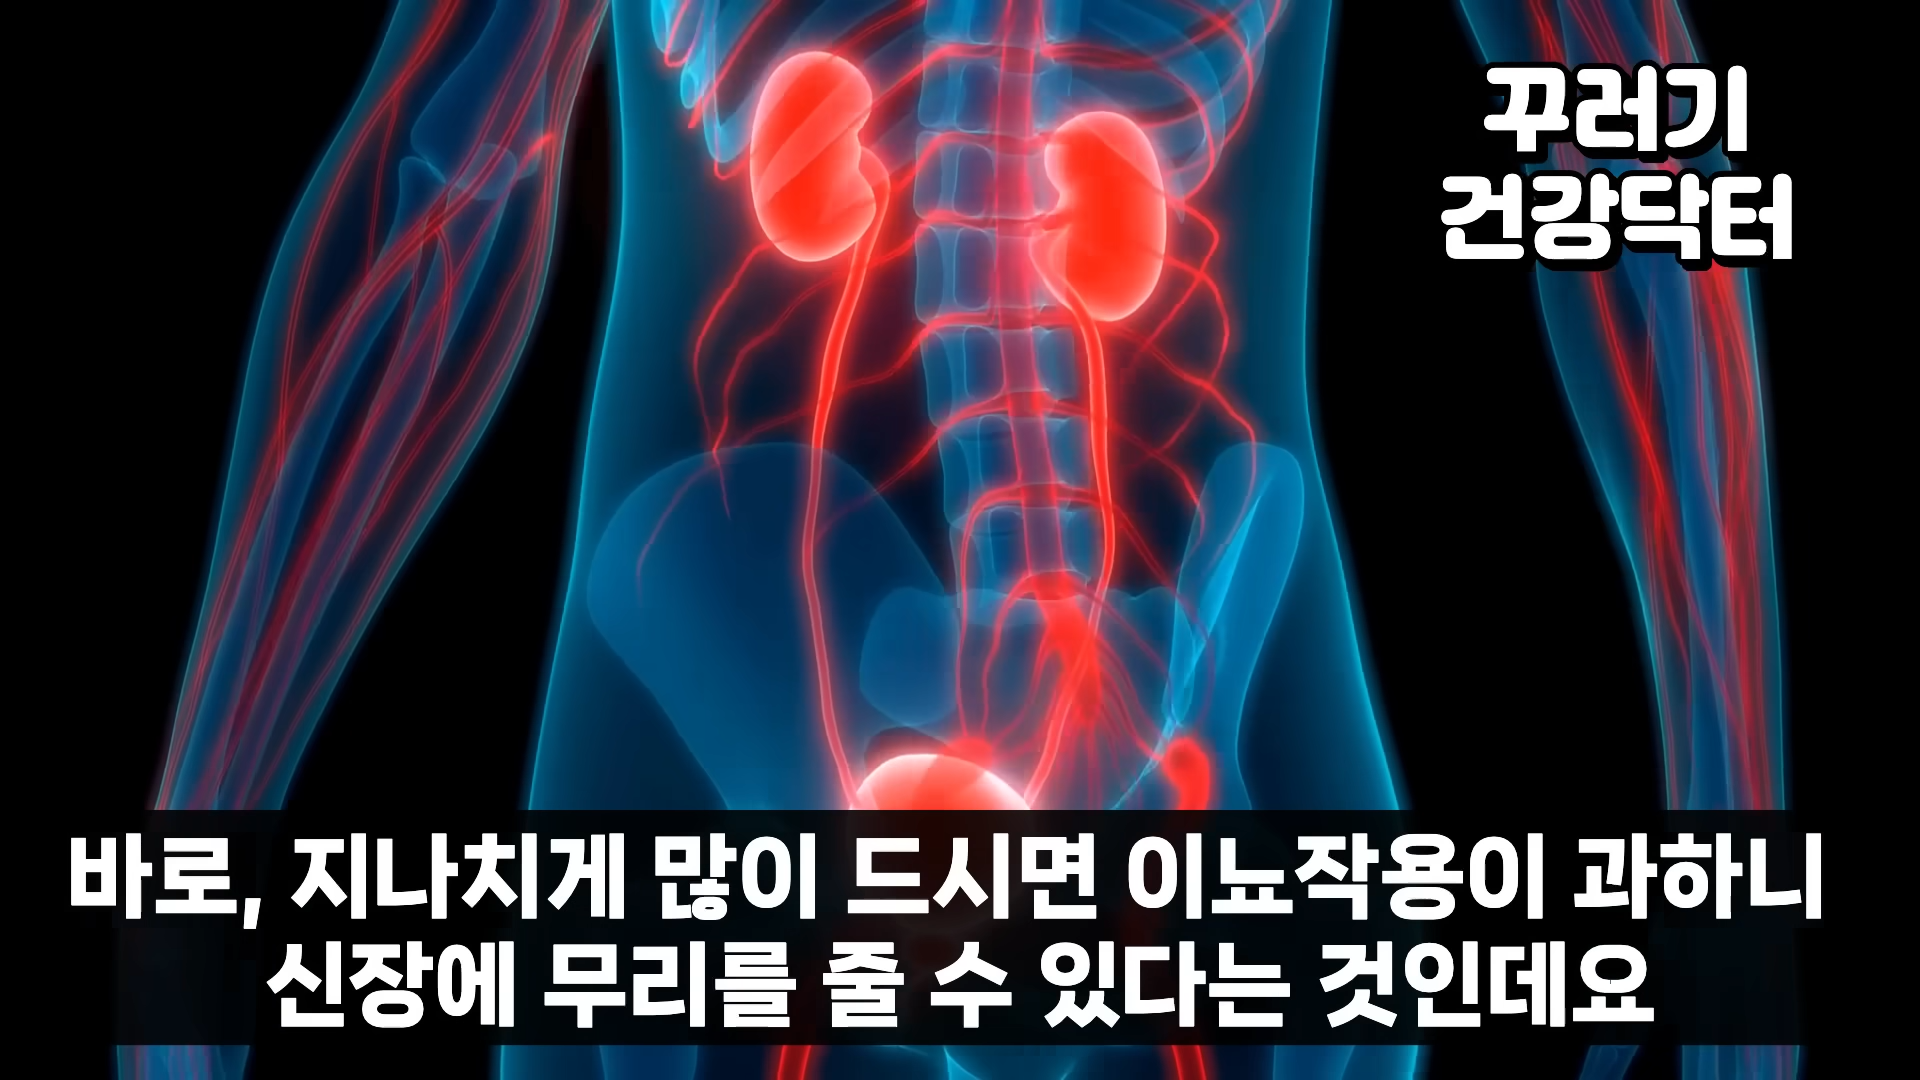 꾸러기
건강닥터
바로, 지나치게 많이 드시면 이뇨작용이 과하니
신장에 무리를 줄 수 있다는 것인데요